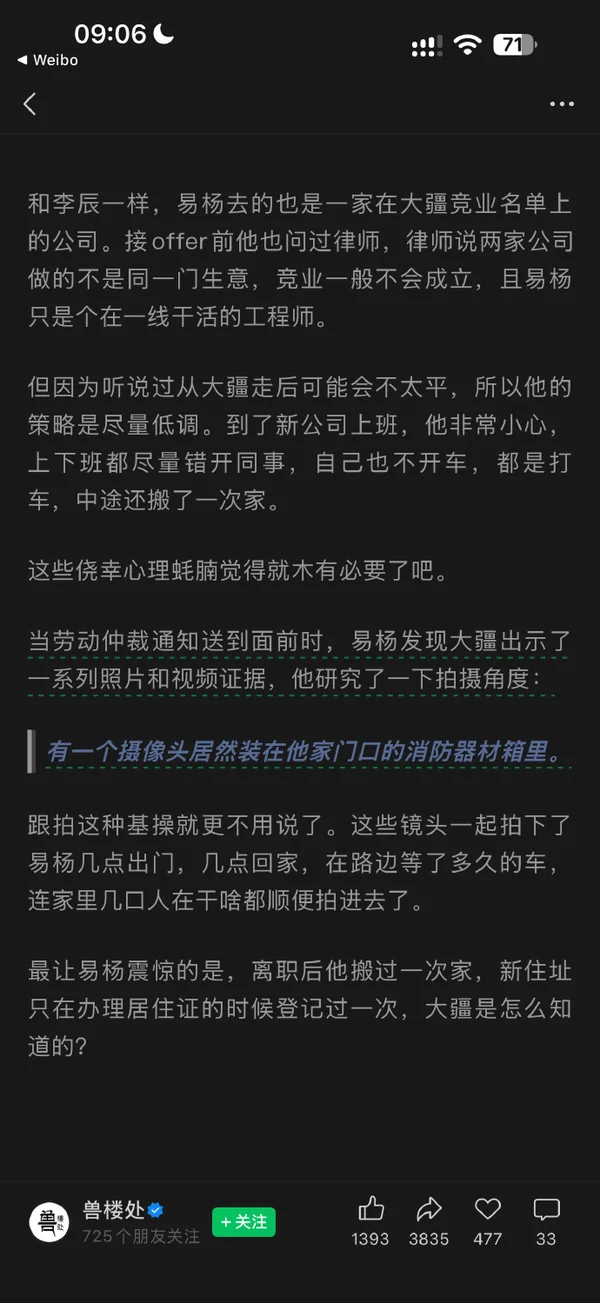 09:06
71
Weibo
和李辰一样，易杨去的也是一家在大疆竞业名单上
的公司。接offer前他也问过律师，律师说两家公司
做的不是同一门生意，竞业一般不会成立，且易杨
只是个在一线干活的工程师。
但因为听说过从大疆走后可能会不太平，所以他的
策略是尽量低调。到了新公司上班，他非常小心，
上下班都尽量错开同事，自己也不开车，都是打
车，中途还搬了一次家。
这些侥幸心理蚝腩觉得就木有必要了吧。
当劳动仲裁通知送到面前时，易杨发现大疆出示了
一系列照片和视频证据，他研究了一下拍摄角度：
有一个摄像头居然装在他家门口的消防器材箱里。
跟拍这种基操就更不用说了。这些镜头一起拍下了
易杨几点出门，几点回家，在路边等了多久的车，
连家里几口人在干啥都顺便拍进去了。
最让易杨震惊的是，离职后他搬过一次家，新住址
只在办理居住证的时候登记过一次，大疆是怎么知
道的？
兽楼处
兽楼处
725个朋友关注
+关注
1393
3835
477
33